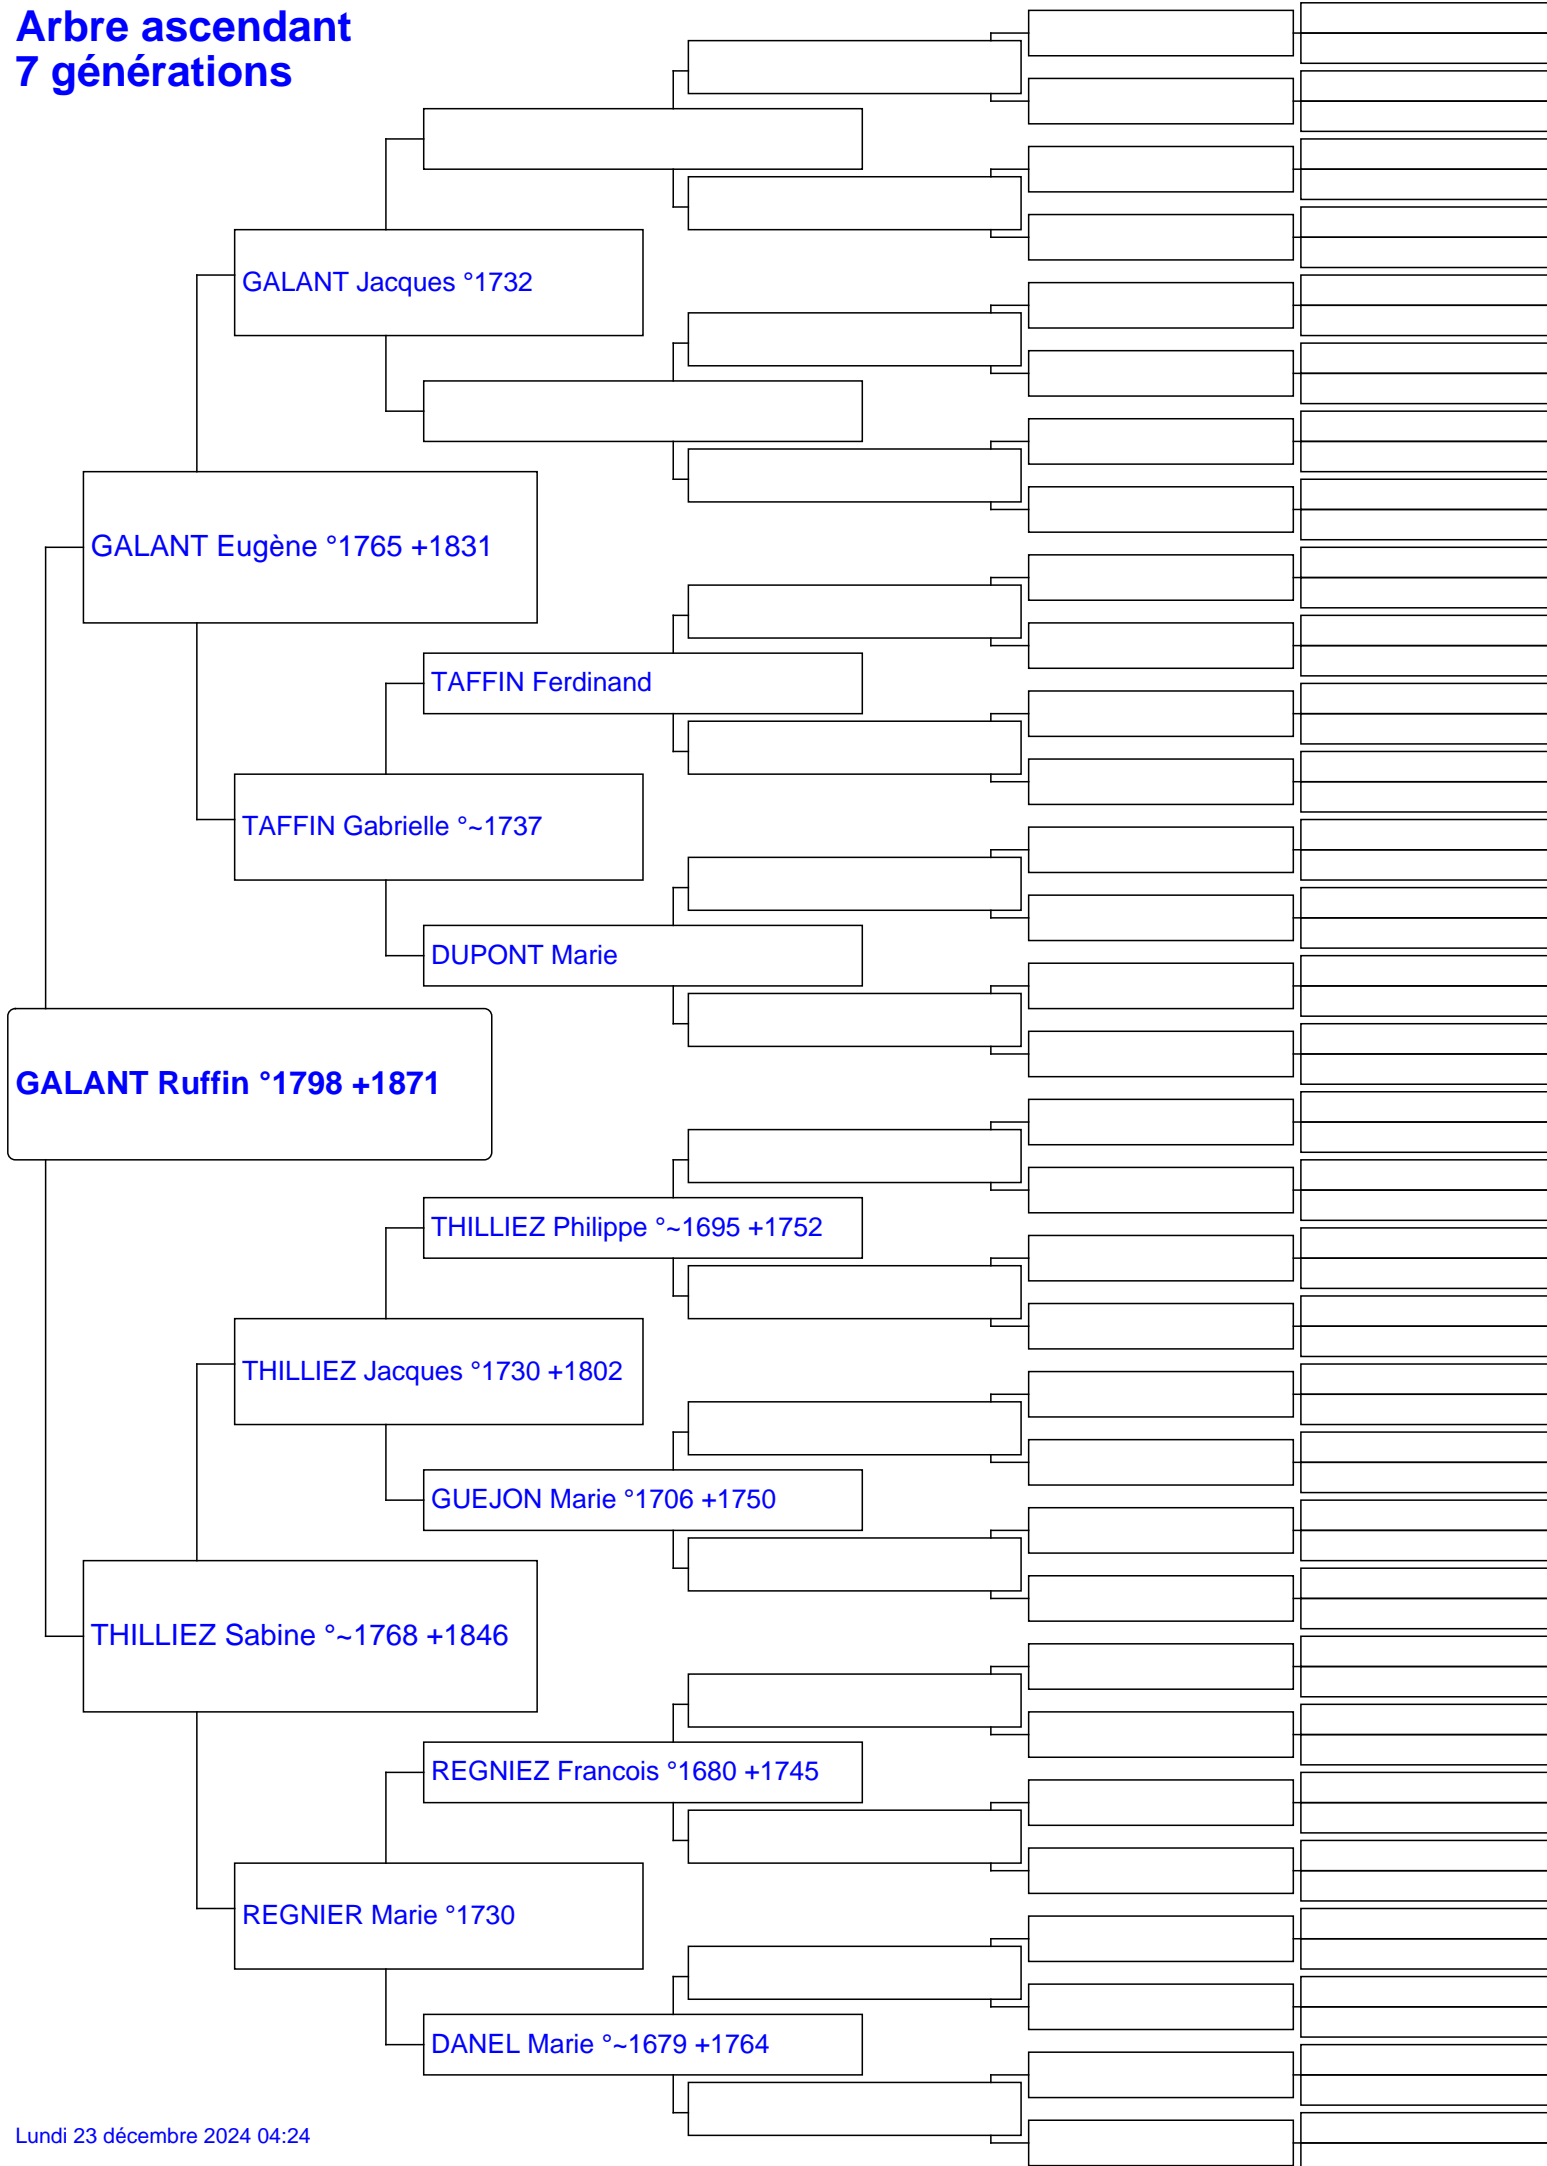 Arbre ascendant
7 générations
GALANT Jacques °1732
GALANT Eugène °1765 +1831
TAFFIN Ferdinand
TAFFIN Gabrielle °~1737
DUPONT Marie
GALANT Ruffin °1798 +1871
THILLIEZ Philippe °~1695 +1752
THILLIEZ Jacques °1730 +1802
GUEJON Marie °1706 +1750
THILLIEZ Sabine °~1768 +1846
REGNIEZ Francois °1680 +1745
REGNIER Marie °1730
DANEL Marie °~1679 +1764
Lundi 23 décembre 2024 04:24